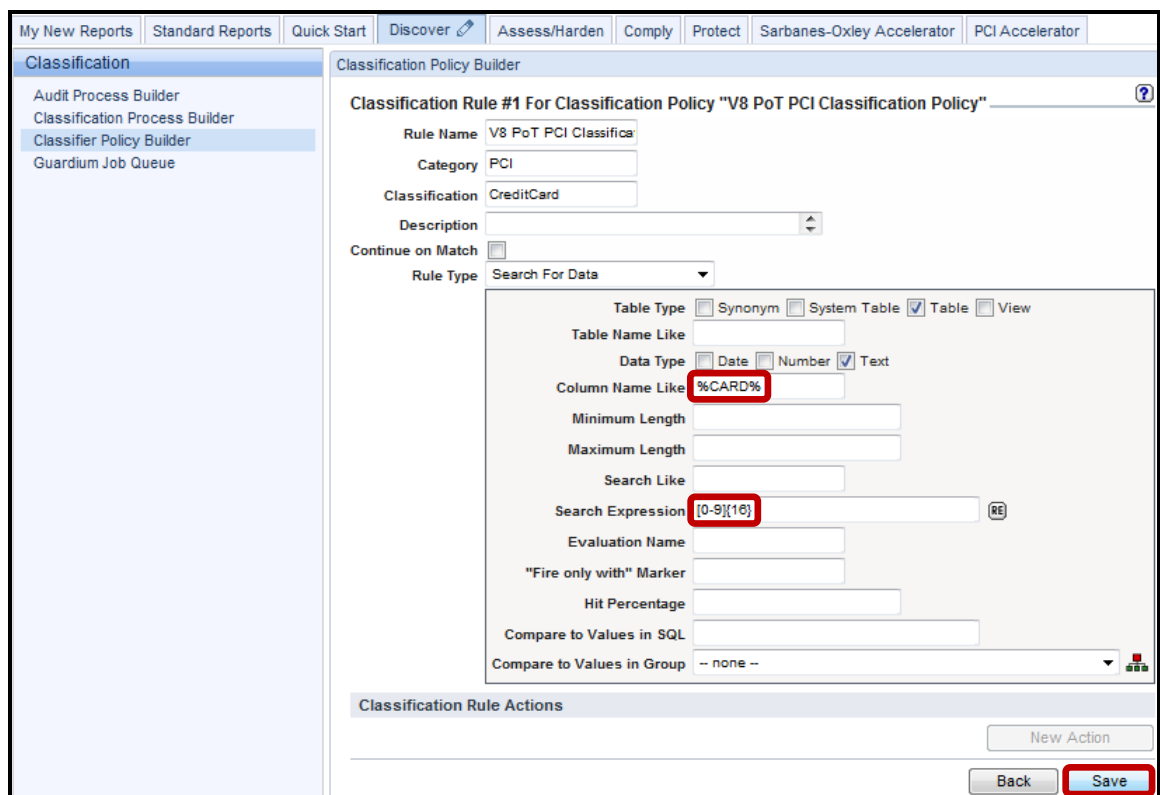 My New Reports Standard Reports Quick Start Discover Assess/Harden Comply Protect Sarbanes-Oxley Accelerator PCI Accelerator
Classification
Audit Process Builder
Classification Process Builder
Classifier Policy Builder
Guardium Job Queue
Classification Policy Builder
Classification Rule #1 For Classification Policy "V8 PoT PCI Classification Policy"
?
Rule Name V8 PoT PCI Classifica
Category PCI
Classification CreditCard
Description
Continue on Match
Rule Type Search For Data
Table Type Synonym System Table Table View
Table Name Like
Data Type Date Number Text
Column Name Like %CARD%
Minimum Length
Maximum Length
Search Like
Search Expression [0-9]{16} RE
Evaluation Name
"Fire only with" Marker
Hit Percentage
Compare to Values in SQL
Compare to Values in Group -- none --
Classification Rule Actions
New Action
Back Save